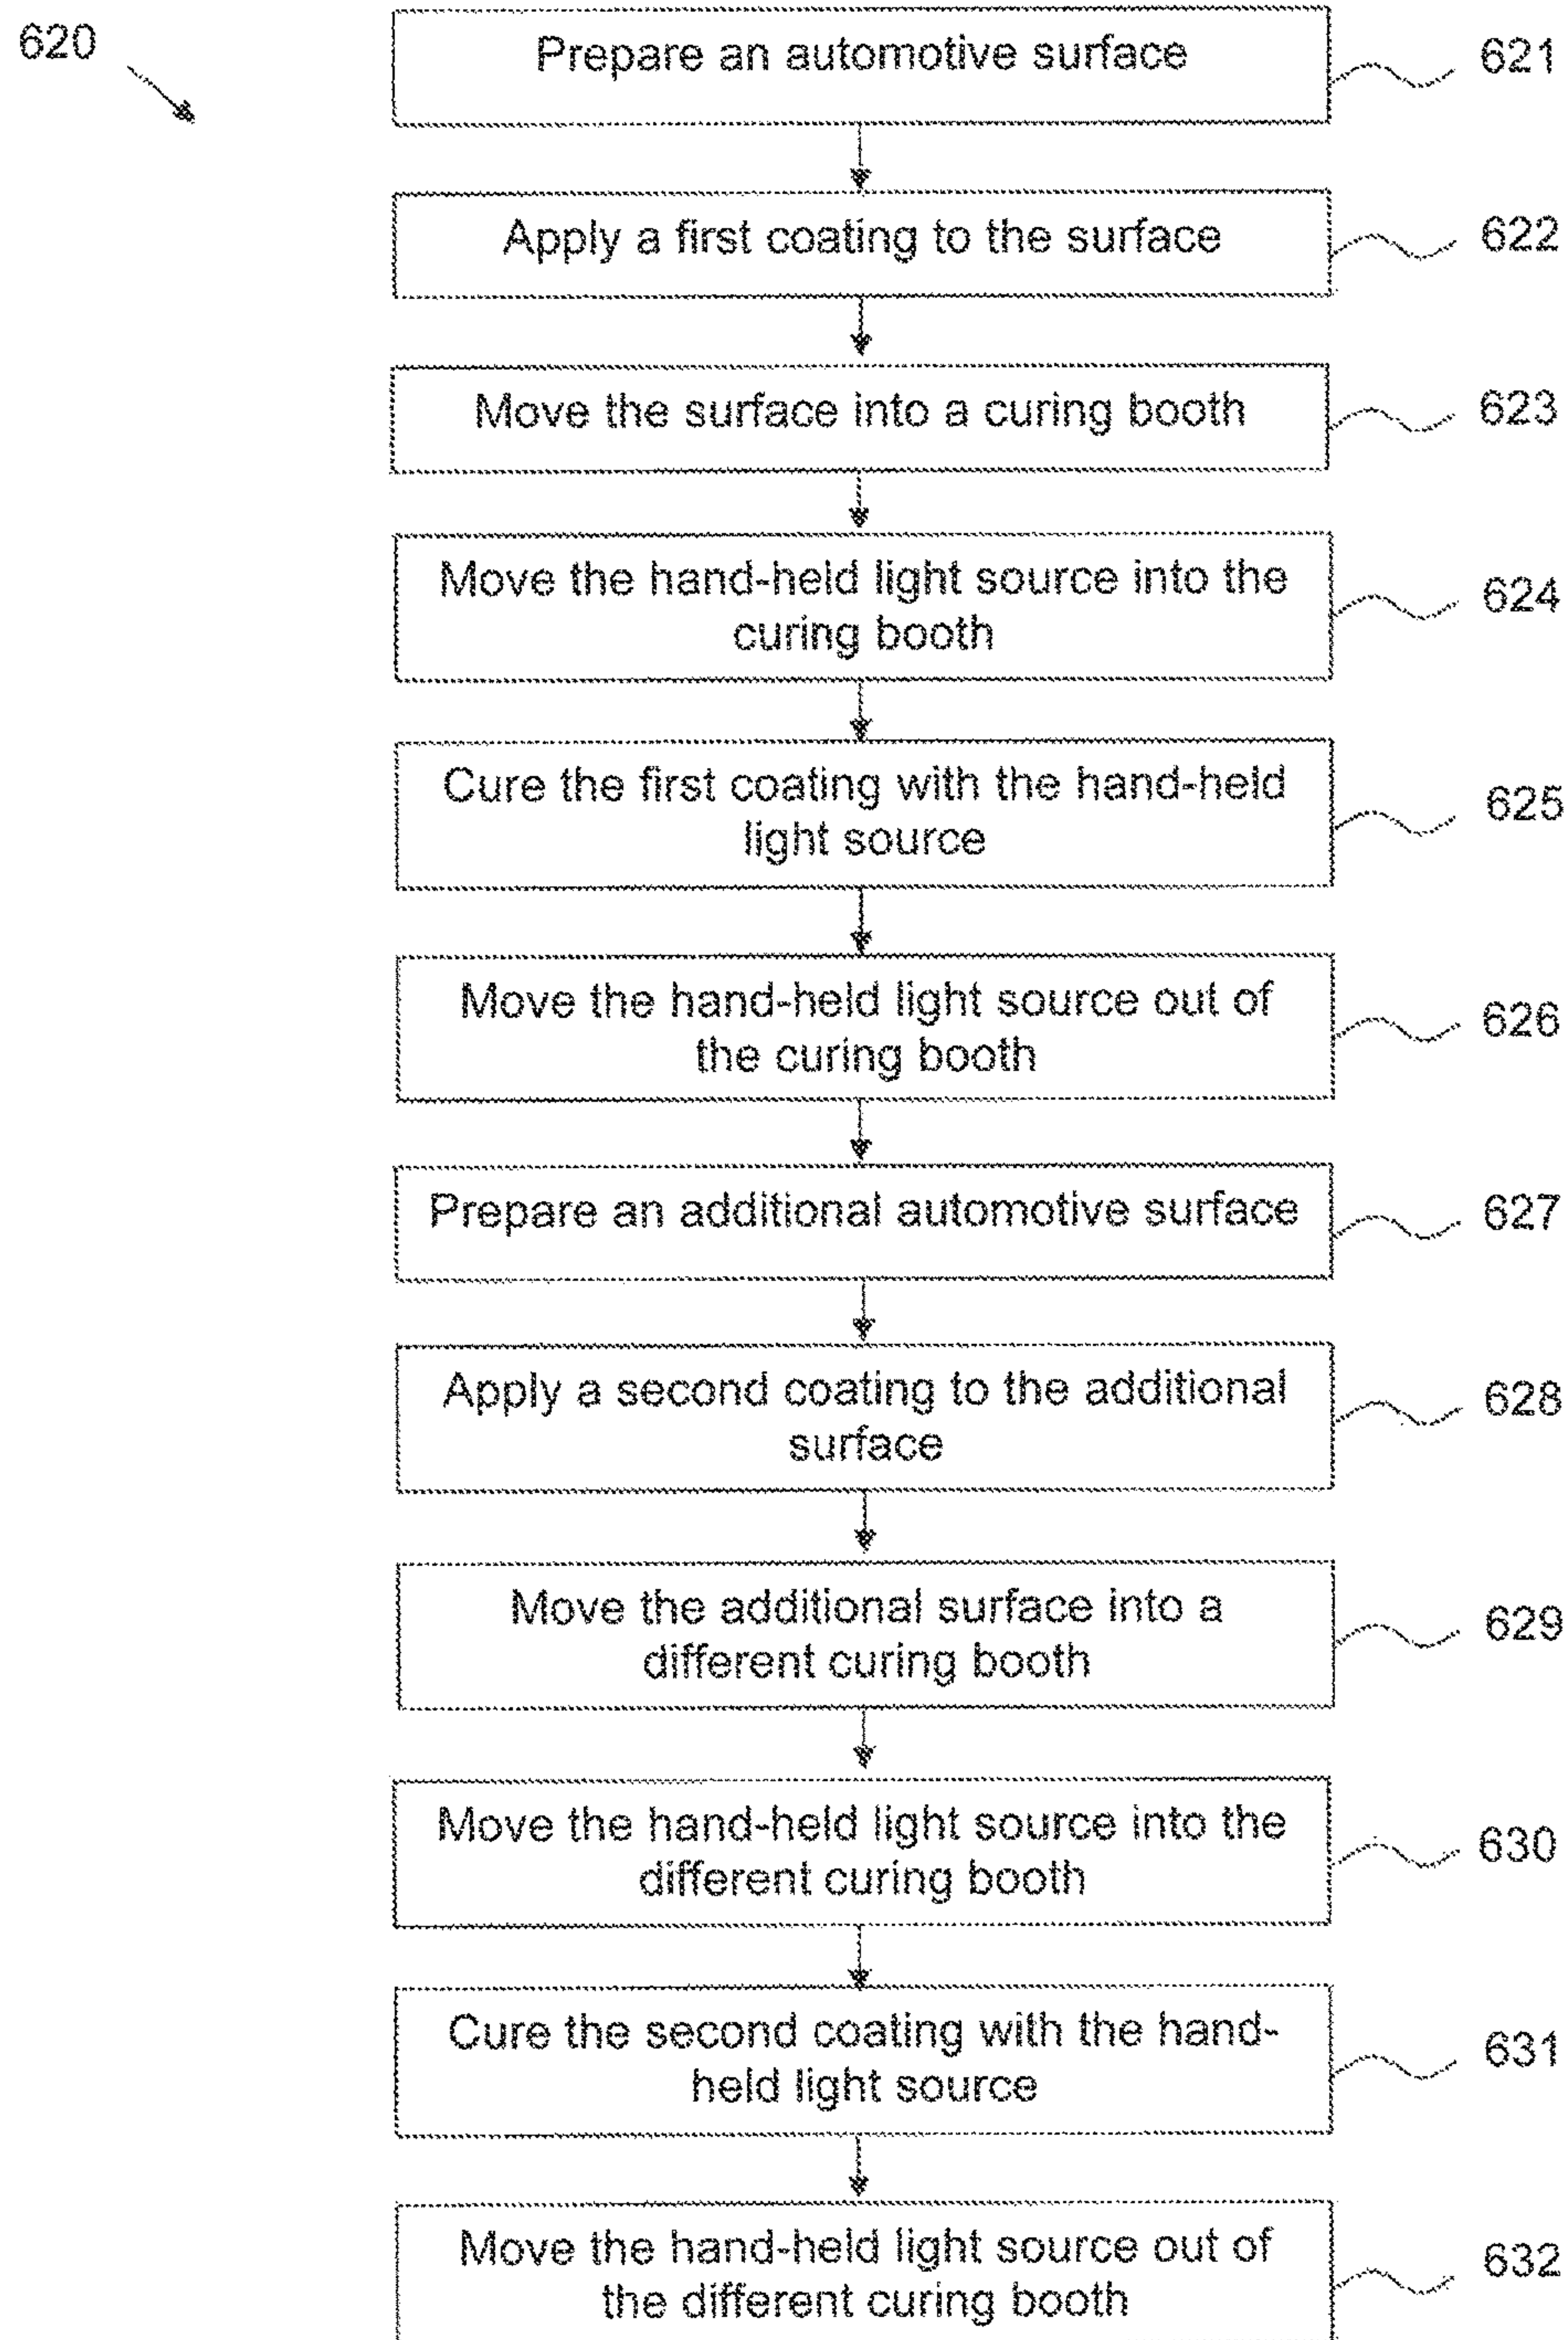 620
Prepare an automotive surface
621
Apply a first coating to the surface
622
Move the surface into a curing booth
623
Move the hand-held light source into the
curing booth
624
Cure the first coating with the hand-held
light source
625
Move the hand-held light source out of
the curing booth
626
Prepare an additional automotive surface
627
Apply a second coating to the additional
surface
628
Move the additional surface into a
different curing booth
629
Move the hand-held light source into the
different curing booth
630
Cure the second coating with the hand-
held light source
631
Move the hand-held light source out of
the different curing booth
632